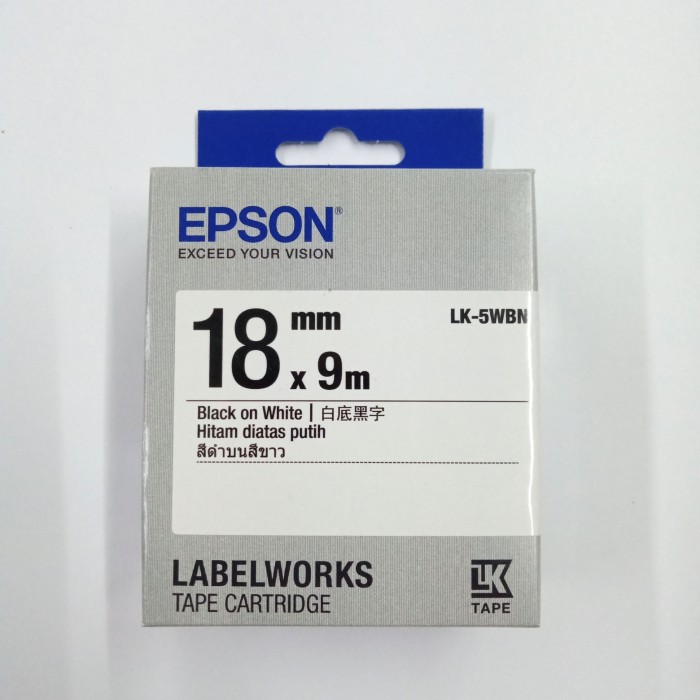 EPSON®
EXCEED YOUR VISION
18 mm x 9m
LK-5WBN
Black on White | 白底黑字
Hitam diatas putih
สีดำบนสีขาว
LABELWORKS
TAPE CARTRIDGE
LK
TAPE